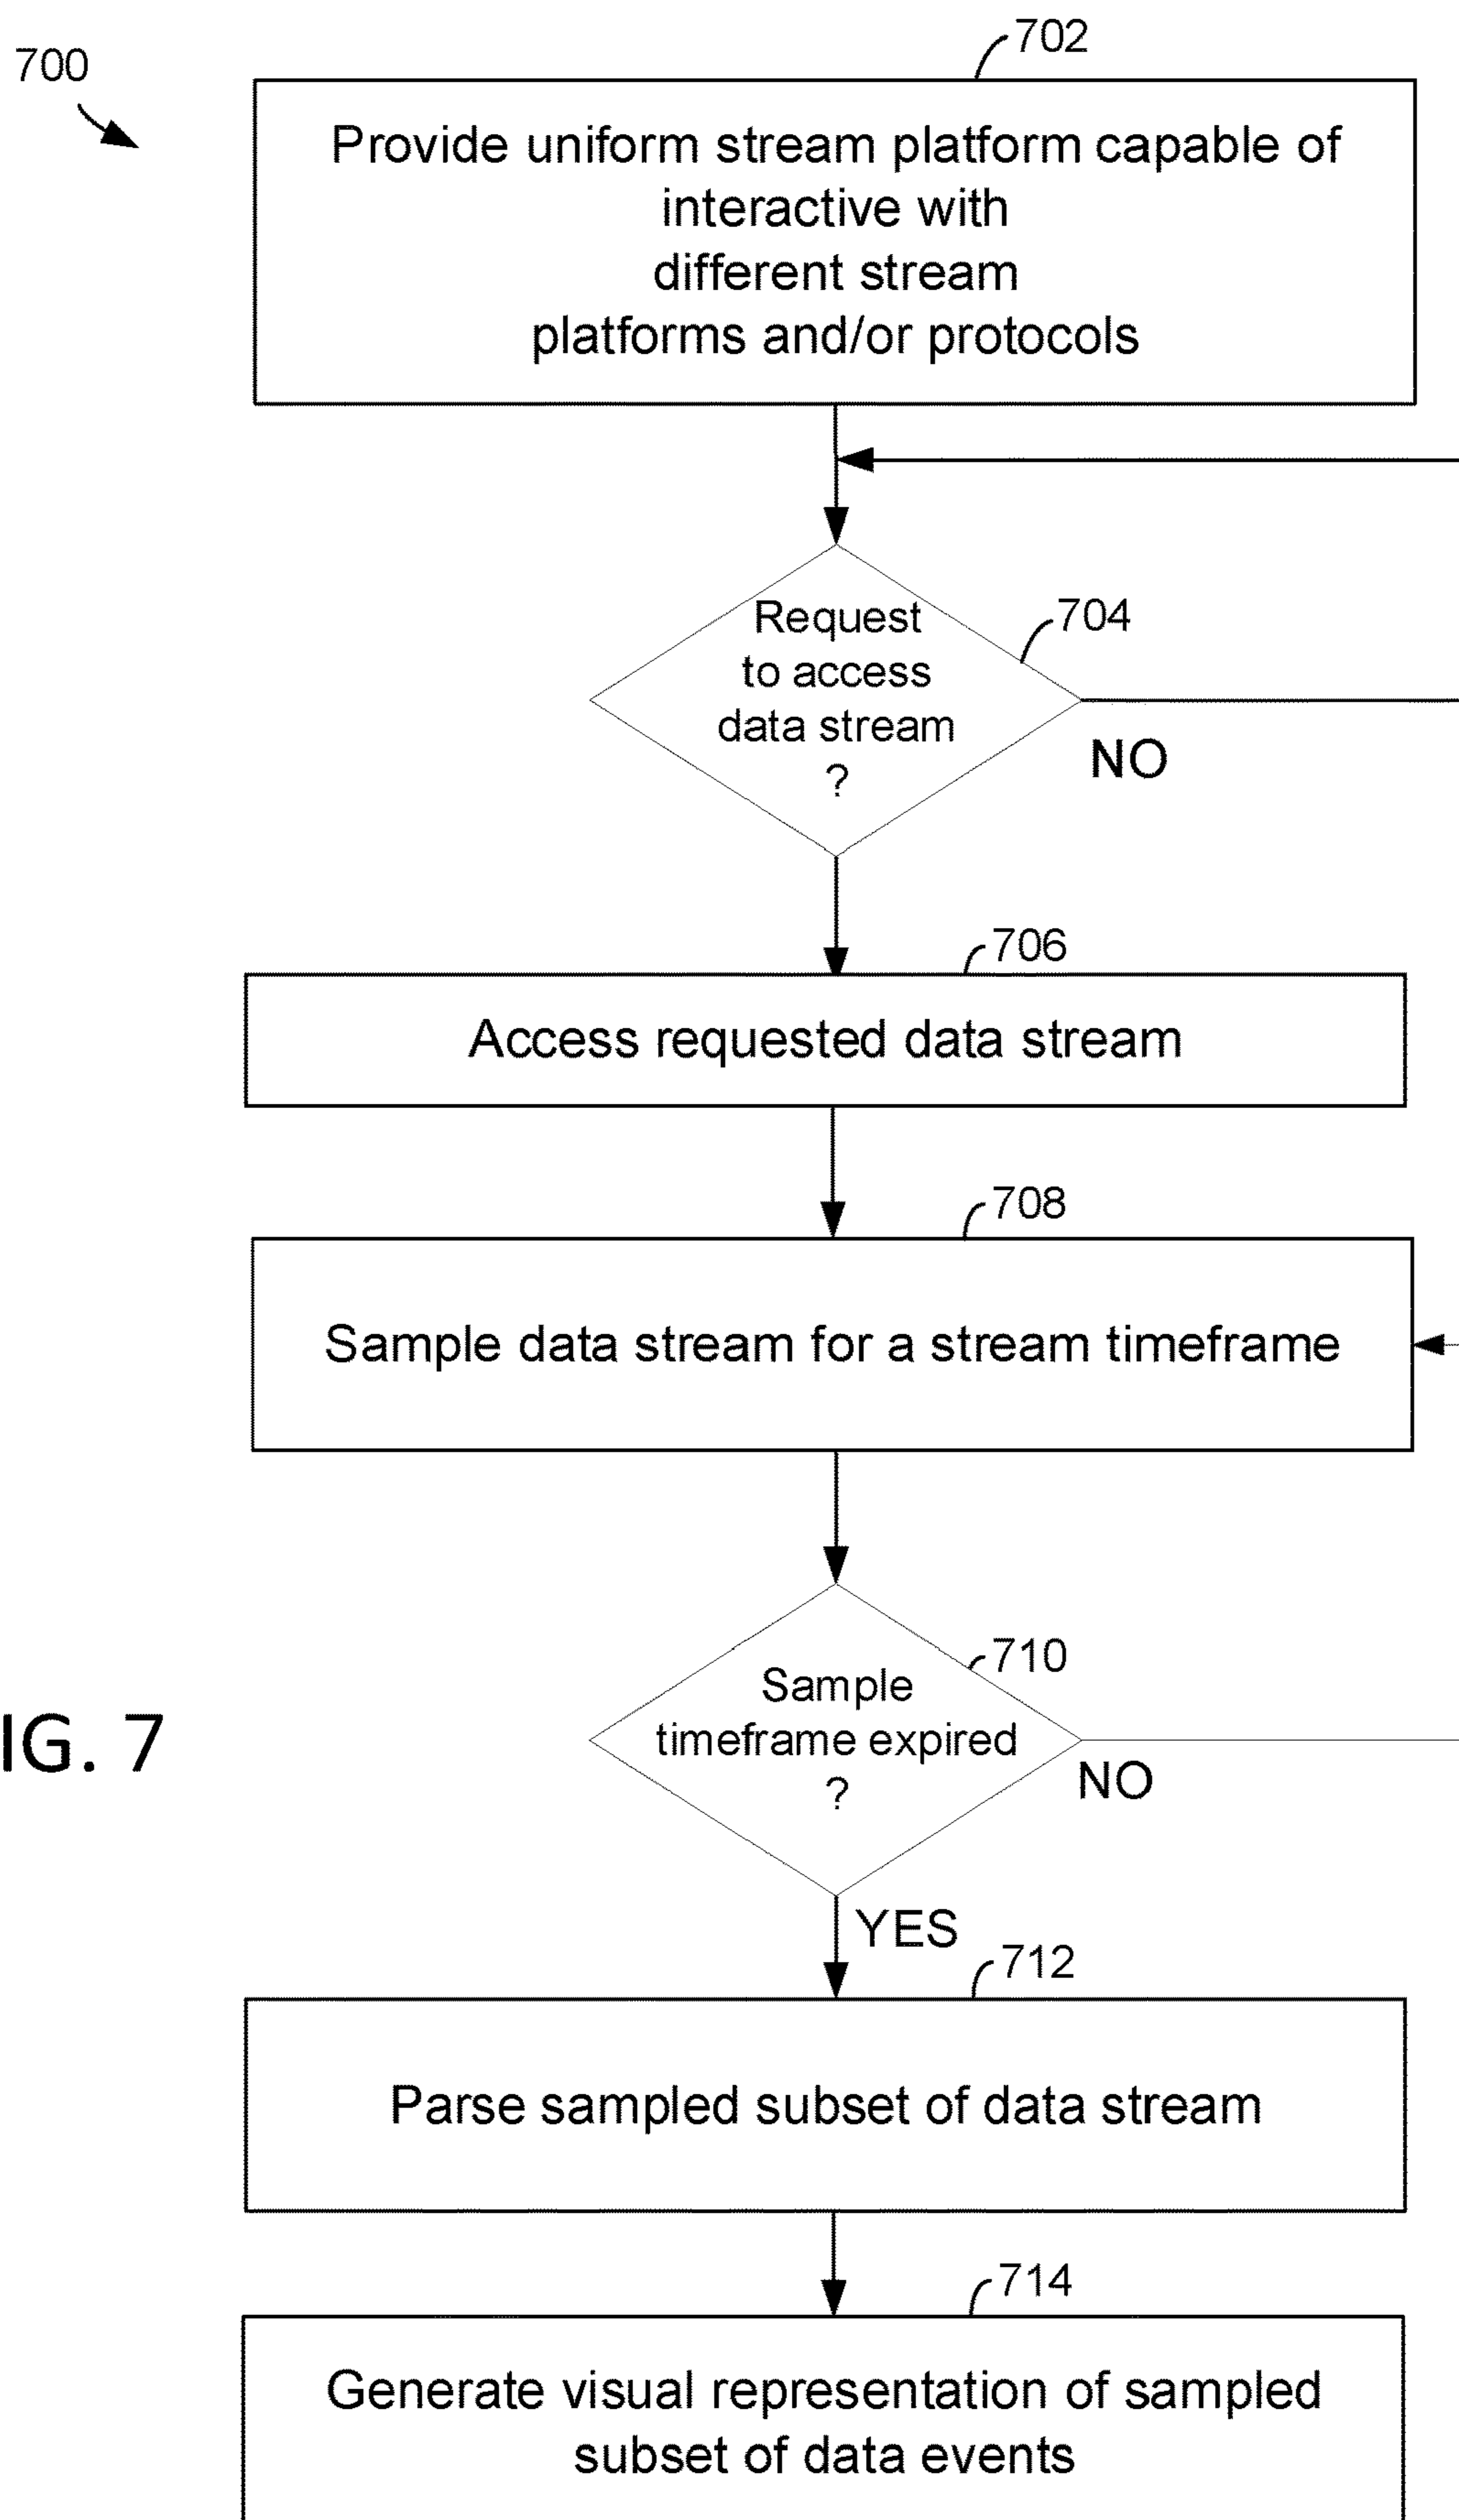 700
702
Provide uniform stream platform capable of
interactive with
different stream
platforms and/or protocols
704
Request
to access
data stream
?
NO
706
Access requested data stream
708
Sample data stream for a stream timeframe
710
Sample
timeframe expired
?
NO
IG. 7
YES
712
Parse sampled subset of data stream
714
Generate visual representation of sampled
subset of data events